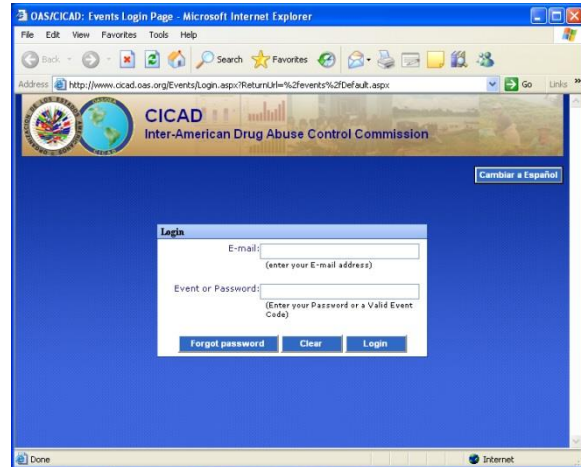 OAS/CICAD: Events Login Page - Microsoft Internet Explorer
File Edit View Favorites Tools Help
Back Search Favorites
Address http://www.cicad.oas.org/Events/Login.aspx?ReturnUrl=%2fevents%2fDefault.aspx Go Links »
CICAD
Inter-American Drug Abuse Control Commission
Cambiar a Español
Login
E-mail:
(enter your E-mail address)
Event or Password:
(Enter your Password or a Valid Event
Code)
Forgot password Clear Login
Done Internet